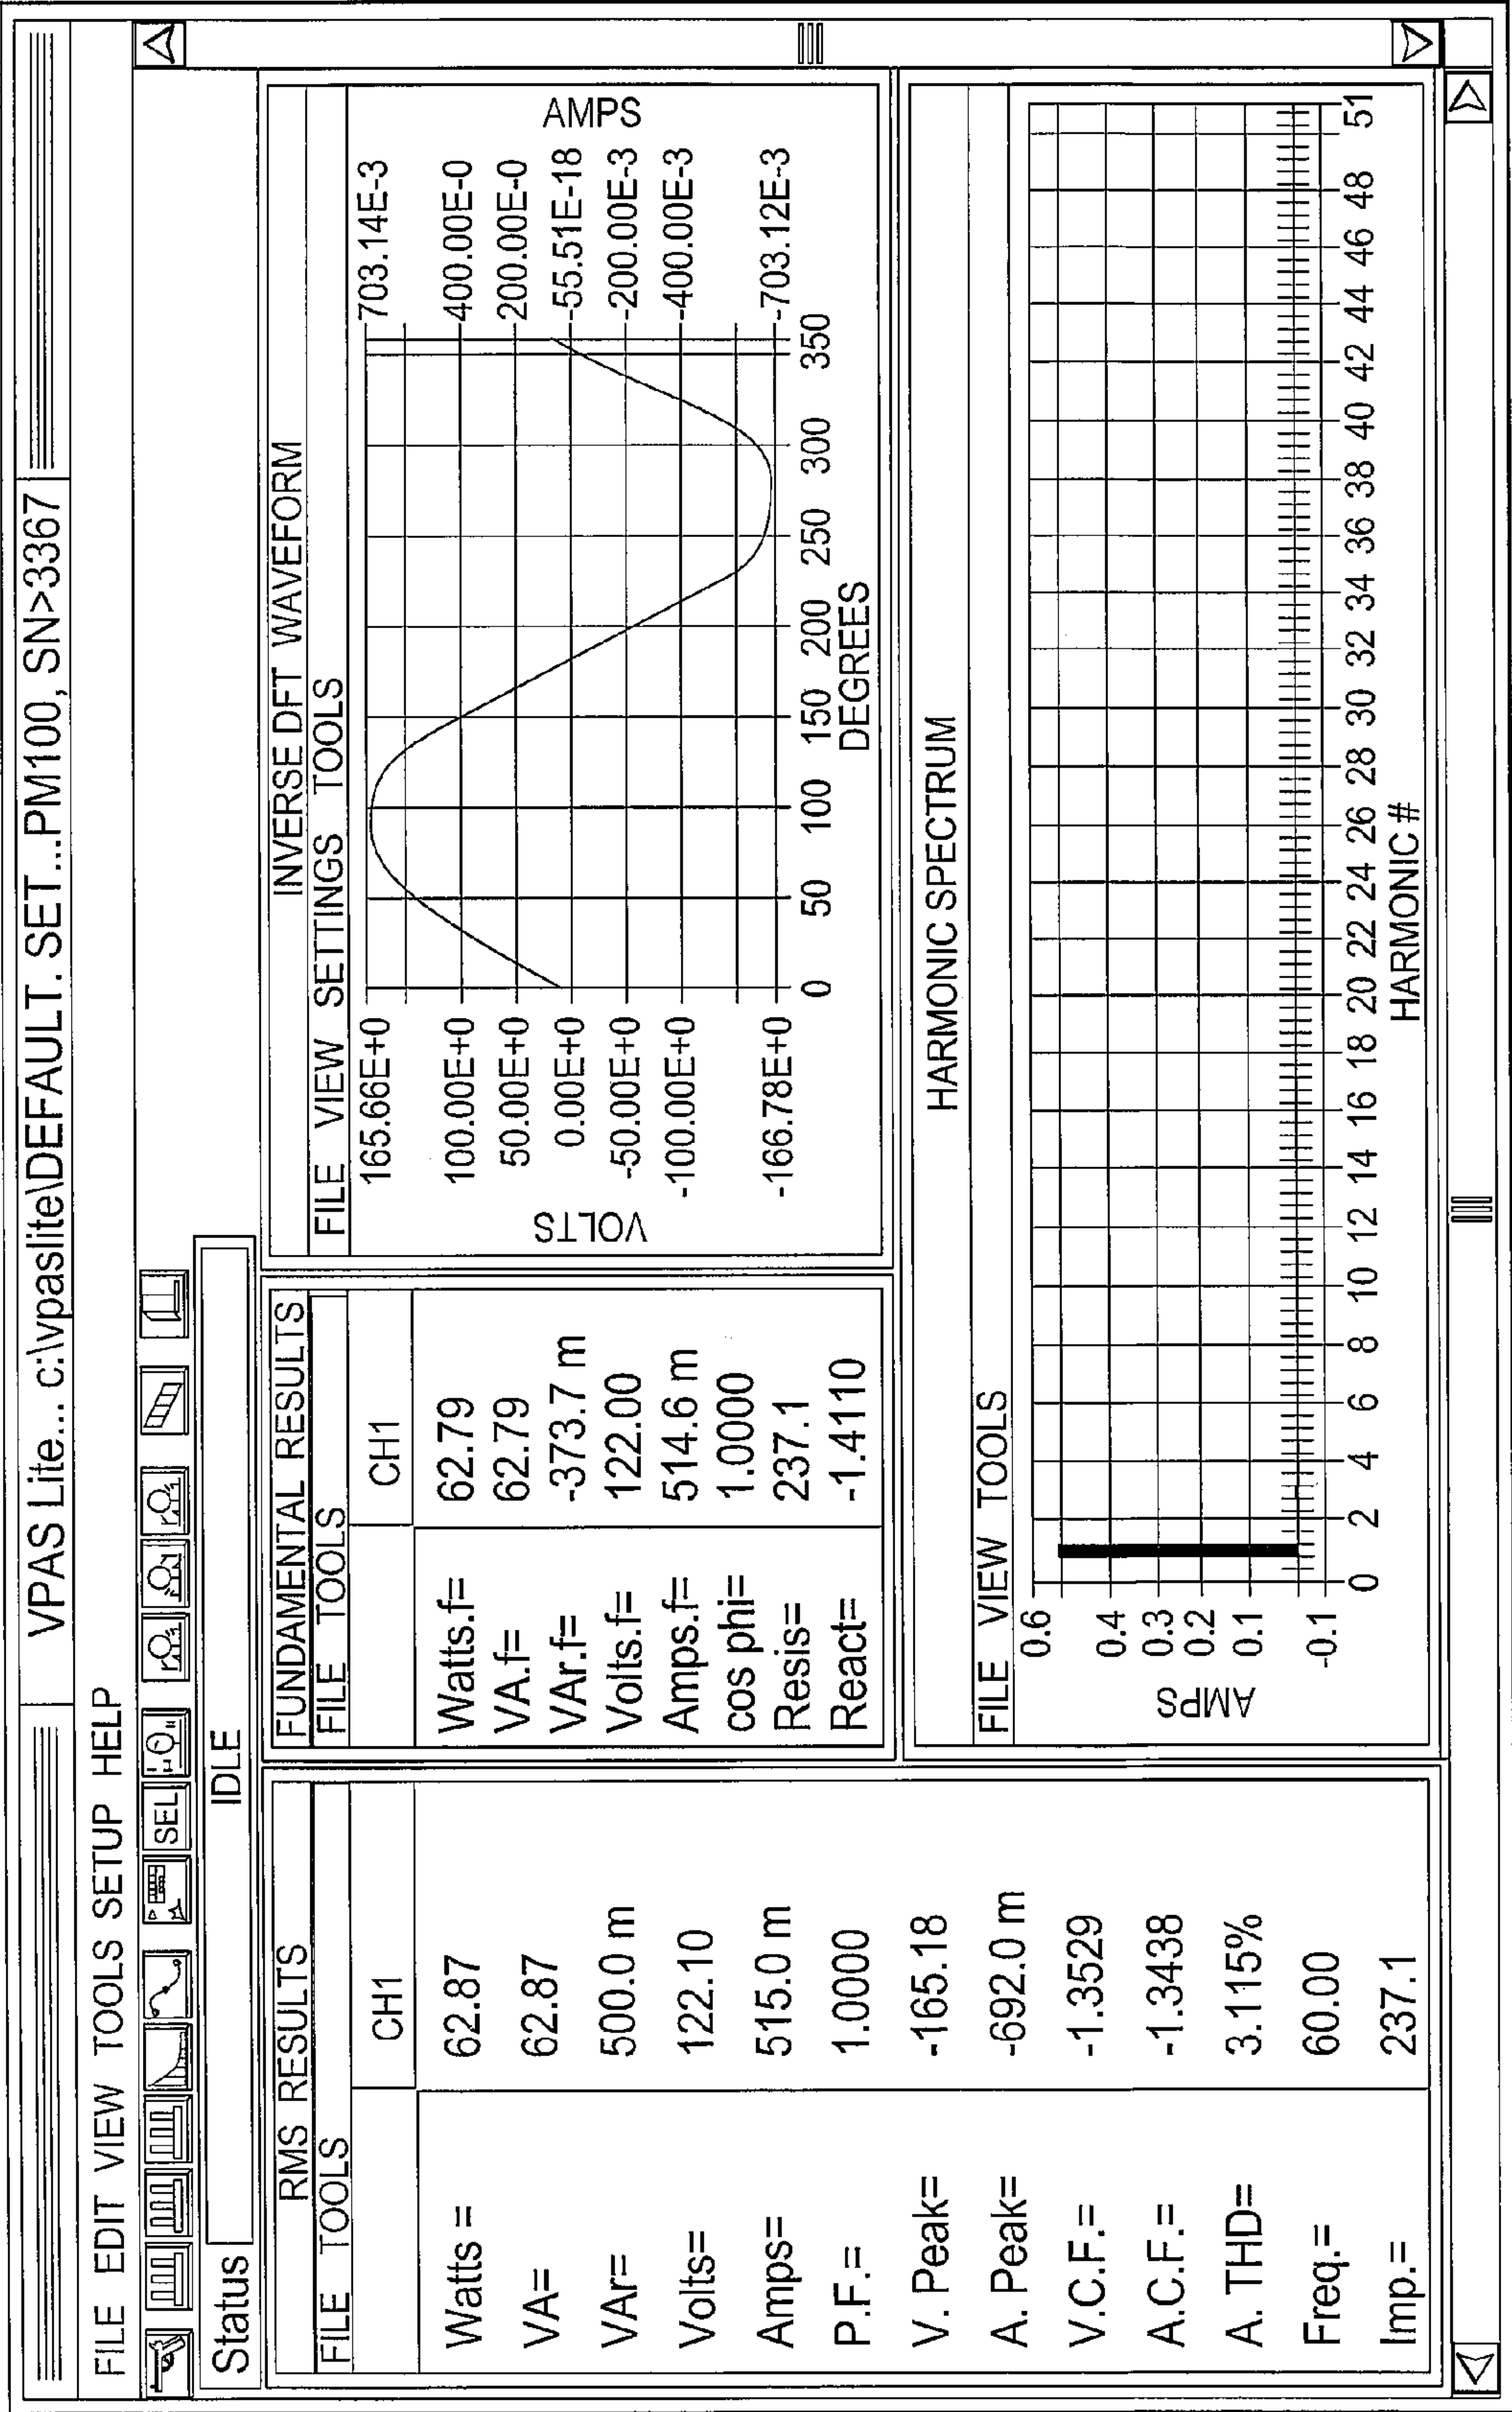 VPAS Lite... c:\vpaslite\DEFAULT. SET...PM100, SN>3367
FILE EDIT VIEW TOOLS SETUP HELP
SEL
Status IDLE
RMS RESULTS
FILE TOOLS
CH1
Watts = 62.87
VA= 62.87
VAr= 500.0 m
Volts= 122.10
Amps= 515.0 m
P.F.= 1.0000
V. Peak= -165.18
A. Peak= -692.0 m
V.C.F.= -1.3529
A.C.F.= -1.3438
A. THD= 3.115%
Freq.= 60.00
Imp.= 237.1
FUNDAMENTAL RESULTS
FILE TOOLS
CH1
Watts.f= 62.79
VA.f= 62.79
VAr.f= -373.7 m
Volts.f= 122.00
Amps.f= 514.6 m
cos phi= 1.0000
Resis= 237.1
React= -1.4110
INVERSE DFT WAVEFORM
FILE VIEW SETTINGS TOOLS
VOLTS
165.66E+0
100.00E+0
50.00E+0
0.00E+0
-50.00E+0
-100.00E+0
-166.78E+0
AMPS
703.14E-3
400.00E-0
200.00E-0
-55.51E-18
-200.00E-3
-400.00E-3
-703.12E-3
0 50 100 150 200 250 300 350
DEGREES
HARMONIC SPECTRUM
FILE VIEW TOOLS
AMPS
0.6
0.4
0.3
0.2
0.1
-0.1
0 2 4 6 8 10 12 14 16 18 20 22 24 26 28 30 32 34 36 38 40 42 44 46 48 51
HARMONIC #